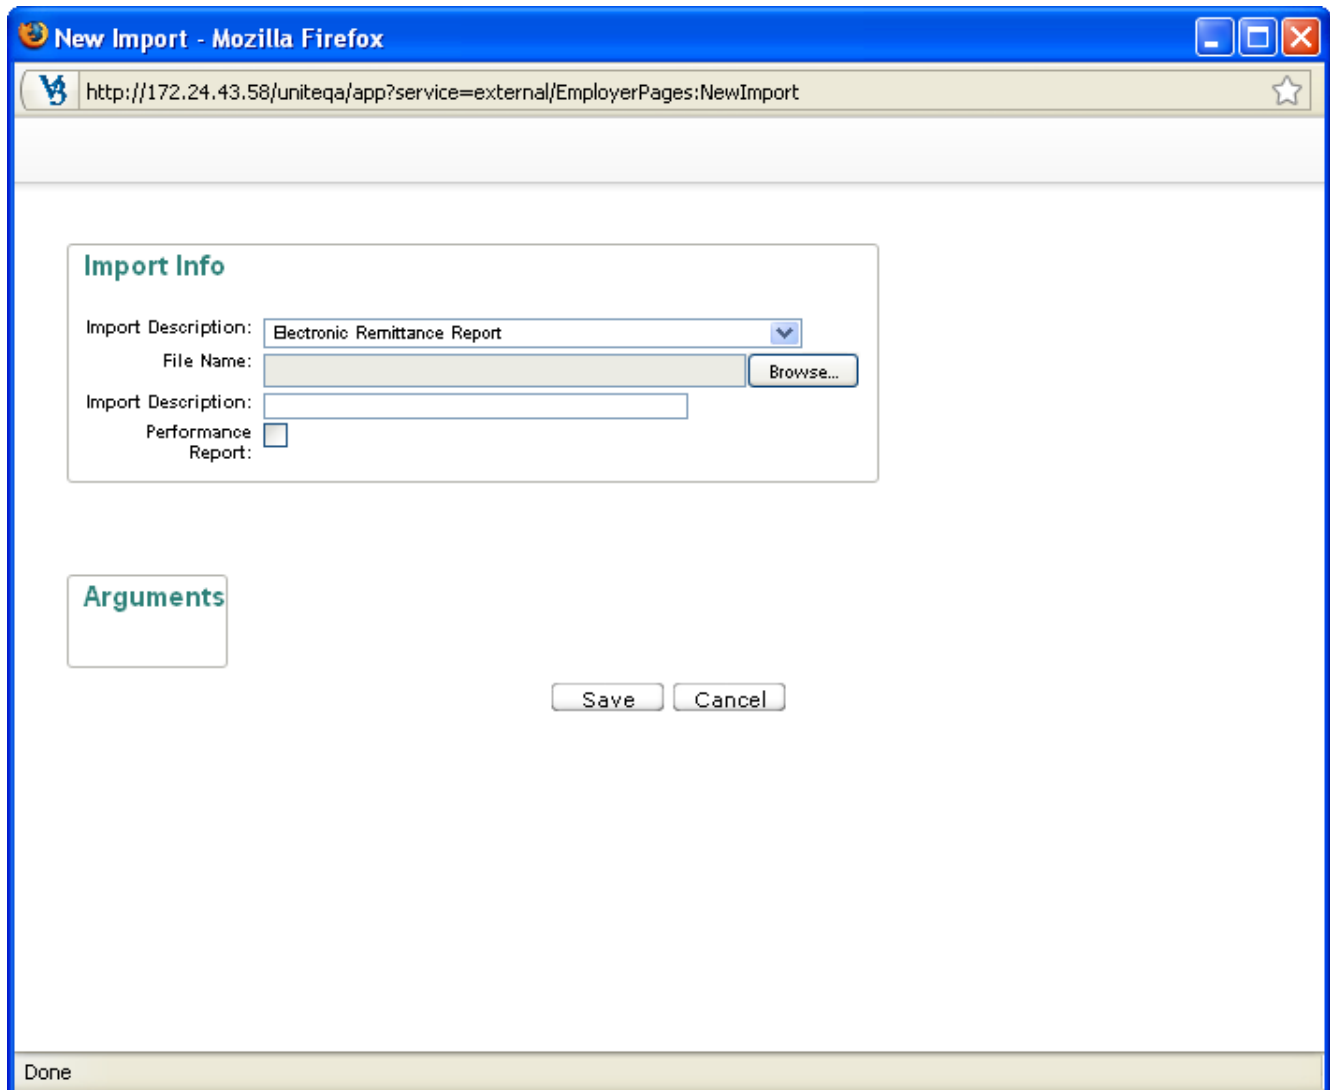 New Import - Mozilla Firefox
http://172.24.43.58/uniteqa/app?service=external/EmployerPages:NewImport
Import Info
Import Description: Electronic Remittance Report
File Name: Browse...
Import Description:
Performance
Report:
Arguments
Save Cancel
Done